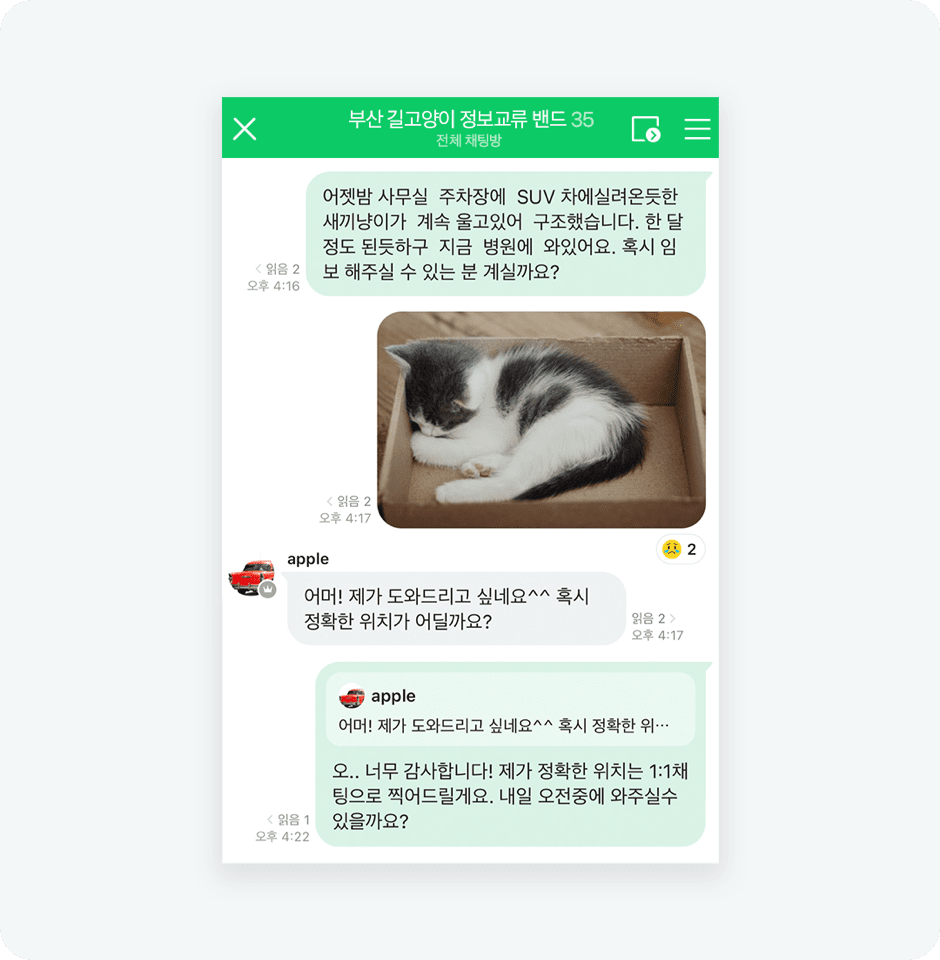 부산 길고양이 정보교류 밴드 35
전체 채팅방
어젯밤 사무실 주차장에 SUV 차에실려온듯한
새끼냥이가 계속 울고있어 구조했습니다. 한 달
정도 된듯하구 지금 병원에 와있어요. 혹시 임
보 해주실 수 있는 분 계실까요?
읽음 2
오후 4:16
읽음 2
오후 4:17
2
apple
어머! 제가 도와드리고 싶네요^^ 혹시
정확한 위치가 어딜까요?
읽음 2
오후 4:17
apple
어머! 제가 도와드리고 싶네요^^ 혹시 정확한 위…
오.. 너무 감사합니다! 제가 정확한 위치는 1:1채
팅으로 찍어드릴게요. 내일 오전중에 와주실수
있을까요?
읽음 1
오후 4:22